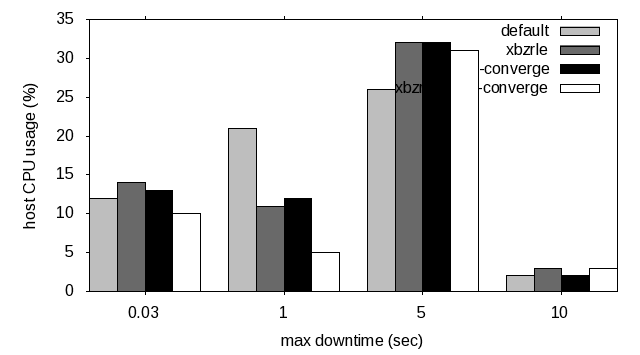 35
30
25
20
15
10
5
0
host CPU usage (%)
default
xbzrle
-converge
-converge
0.03
1
5
10
max downtime (sec)